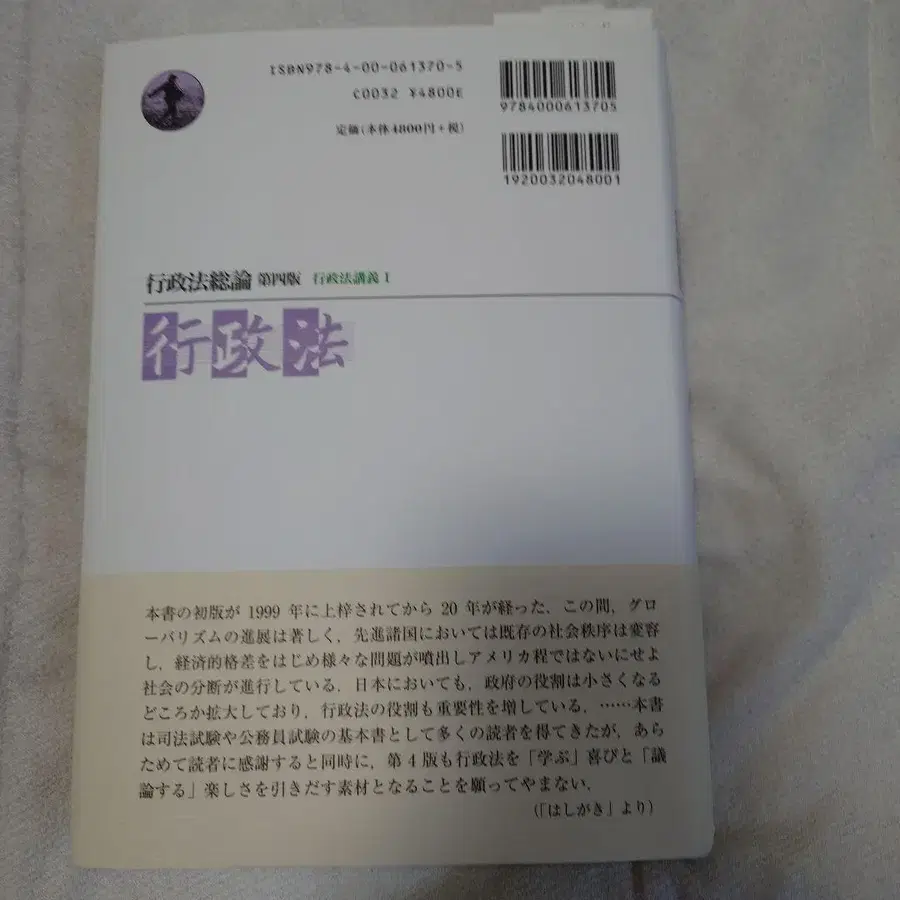 ISBN978-4-00-061370-5
C0032 ¥4800E
定価(本体4800円+税)
9784000613705
1920032048001
行政法総論 第四版 行政法講義 I
行政法
本書の初版が 1999 年に上梓されてから 20 年が経った．この間，グロ
ーバリズムの進展は著しく，先進諸国においては既存の社会秩序は変容
し，経済的格差をはじめ様々な問題が噴出しアメリカ程ではないにせよ
社会の分断が進行している．日本においても，政府の役割は小さくなる
どころか拡大しており，行政法の役割も重要性を増している．……本書
は司法試験や公務員試験の基本書として多くの読者を得てきたが，あら
ためて読者に感謝すると同時に，第 4 版も行政法を「学ぶ」喜びと「議
論する」楽しさを引きだす素材となることを願ってやまない．
(「はしがき」より)